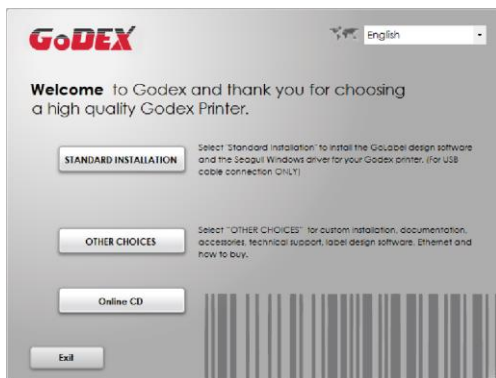 GoDEX
English
Welcome to Godex and thank you for choosing
a high quality Godex Printer.
STANDARD INSTALLATION
Select "Standard Installation" to install the GoLabel design software
and the Seagull Windows driver for your Godex printer. (For USB
cable connection ONLY)
OTHER CHOICES
Select "OTHER CHOICES" for custom installation, documentation,
accessories, technical support, label design software, Ethernet and
how to buy.
Online CD
Exit